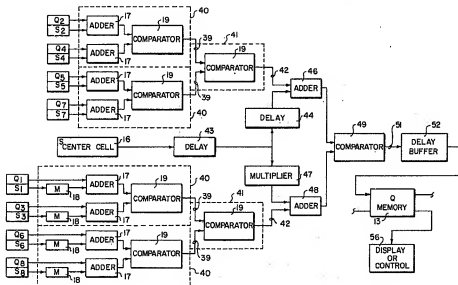 Q2
S2
17
ADDER
19
COMPARATOR
40
Q4
S4
ADDER
17
39
41
19
COMPARATOR
42
46
ADDER
Q5
S5
17
ADDER
19
COMPARATOR
39
Q7
S7
ADDER
17
40
DELAY
44
49
COMPARATOR
51
52
DELAY
BUFFER
S CENTER CELL
16
43
DELAY
MULTIPLIER
47
ADDER
48
Q1
S1
M
18
17
ADDER
19
COMPARATOR
40
39
41
19
COMPARATOR
42
Q3
S3
M
18
ADDER
17
Q6
S6
M
18
17
ADDER
19
COMPARATOR
39
Q8
S8
M
18
ADDER
17
40
Q
MEMORY
13
56
DISPLAY
OR
CONTROL